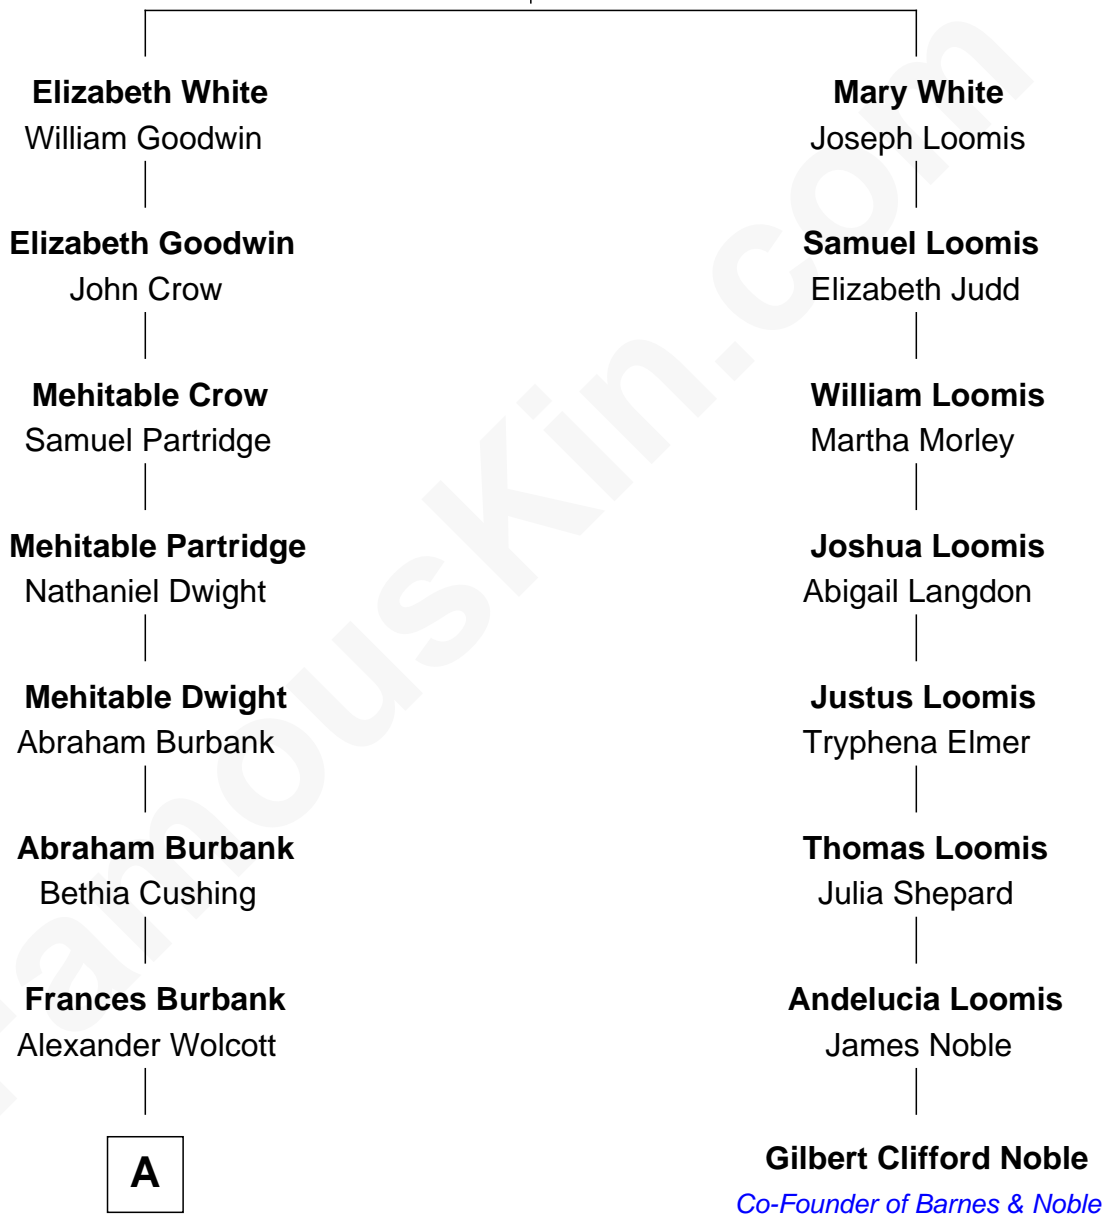 Elizabeth White
William Goodwin
Elizabeth Goodwin
John Crow
Mehitable Crow
Samuel Partridge
Mehitable Partridge
Nathaniel Dwight
Mehitable Dwight
Abraham Burbank
Abraham Burbank
Bethia Cushing
Frances Burbank
Alexander Wolcott
A
Mary White
Joseph Loomis
Samuel Loomis
Elizabeth Judd
William Loomis
Martha Morley
Joshua Loomis
Abigail Langdon
Justus Loomis
Tryphena Elmer
Thomas Loomis
Julia Shepard
Andelucia Loomis
James Noble
Gilbert Clifford Noble
Co-Founder of Barnes & Noble
FamousKin.com